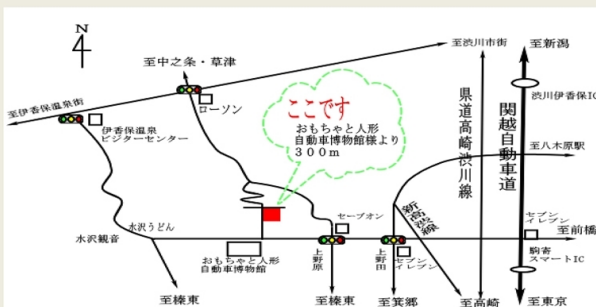 N
至新潟
至渋川市街
至中之条・草津
渋川伊香保IC
至伊香保温泉街
ローソン
伊香保温泉
ビジターセンター
ここです
おもちゃと人形
自動車博物館様より
300m
県道高崎渋川線
関越自動車道
至八木原駅
新高渋線
水沢うどん
水沢観音
セーブオン
セブン
イレブン
至前橋
おもちゃと人形
自動車博物館
上野原
上野田
セブン
イレブン
駒寄
スマートIC
至榛東
至榛東
至箕郷
至高崎
至東京